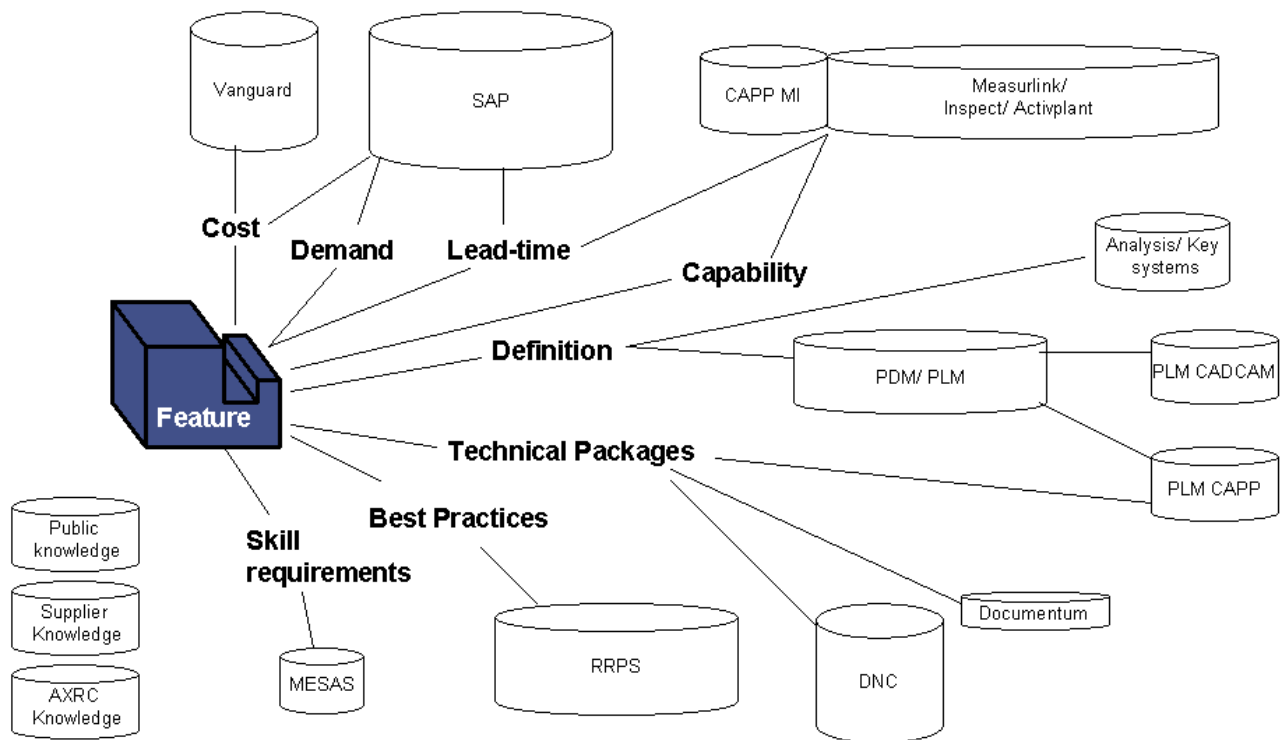 Vanguard
SAP
CAPP MI
Measurlink/
Inspect/ Activplant
Cost
Demand
Lead-time
Capability
Analysis/ Key
systems
Definition
PDM/ PLM
PLM CADCAM
Feature
Technical Packages
PLM CAPP
Best Practices
Skill
requirements
Public
knowledge
Supplier
Knowledge
AXRC
Knowledge
MESAS
RRPS
DNC
Documentum